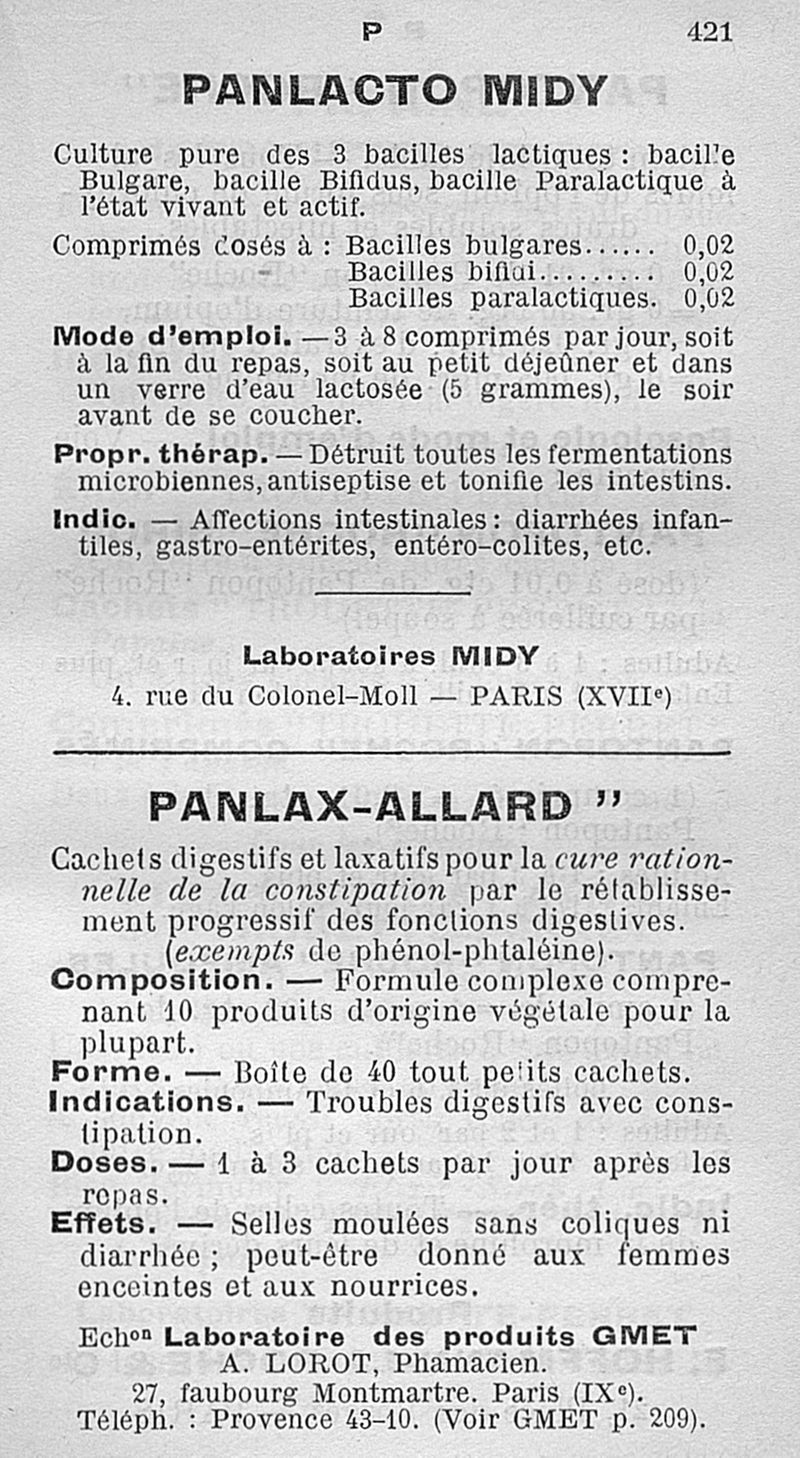 P 421
PANLACTO MIDY
Culture pure des 3 bacilles lactiques : bacil'e
Bulgare, bacille Bifidus, bacille Paralactique à
l'état vivant et actif.
Comprimés dosés à : Bacilles bulgares...... 0,02
Bacilles bifidi.......... 0,02
Bacilles paralactiques. 0,02
Mode d'emploi. — 3 à 8 comprimés par jour, soit
à la fin du repas, soit au petit déjeûner et dans
un verre d'eau lactosée (5 grammes), le soir
avant de se coucher.
Propr. thérap. — Détruit toutes les fermentations
microbiennes, antiseptise et tonifie les intestins.
Indic. — Affections intestinales : diarrhées infan-
tiles, gastro-entérites, entéro-colites, etc.
Laboratoires MIDY
4. rue du Colonel-Moll — PARIS (XVIIe)
PANLAX-ALLARD "
Cachets digestifs et laxatifs pour la cure ration-
nelle de la constipation par le rétablisse-
ment progressif des fonctions digestives.
(exempts de phénol-phtaléine).
Composition. — Formule complexe compre-
nant 10 produits d'origine végétale pour la
plupart.
Forme. — Boîte de 40 tout petits cachets.
Indications. — Troubles digestifs avec cons-
tipation.
Doses. — 1 à 3 cachets par jour après les
repas.
Effets. — Selles moulées sans coliques ni
diarrhée ; peut-être donné aux femmes
enceintes et aux nourrices.
Echon Laboratoire des produits GMET
A. LOROT, Phamacien.
27, faubourg Montmartre. Paris (IXe).
Téléph. : Provence 43-10. (Voir GMET p. 209).